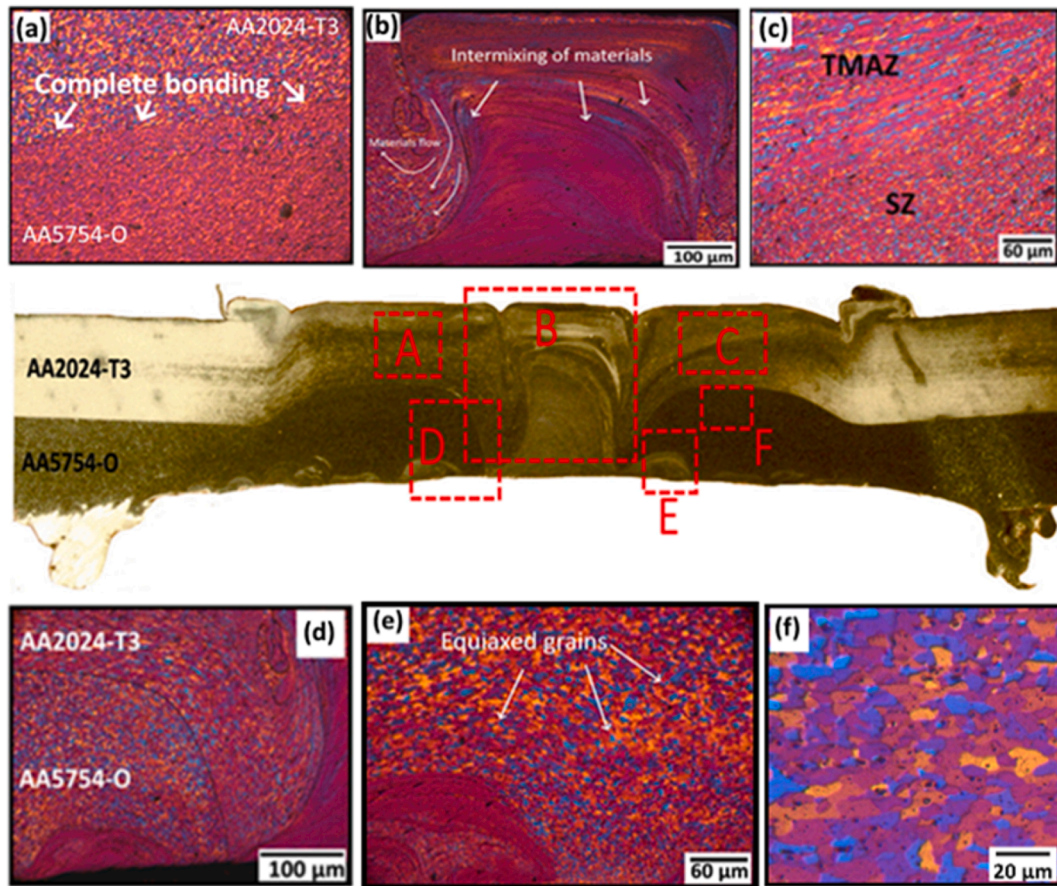 (a)
AA2024-T3
Complete bonding
AA5754-O
(b)
Intermixing of materials
Materials flow
100 µm
(c)
TMAZ
SZ
60 µm
AA2024-T3
AA5754-O
A
B
C
D
E
F
(d)
AA2024-T3
AA5754-O
100 µm
(e)
Equiaxed grains
60 µm
(f)
20 µm